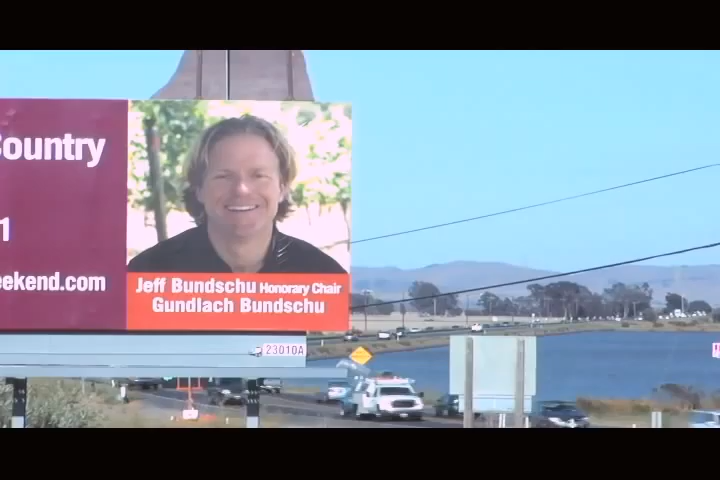 Country
1
eekend.com
Jeff Bundschu Honorary Chair
Gundlach Bundschu
23010A